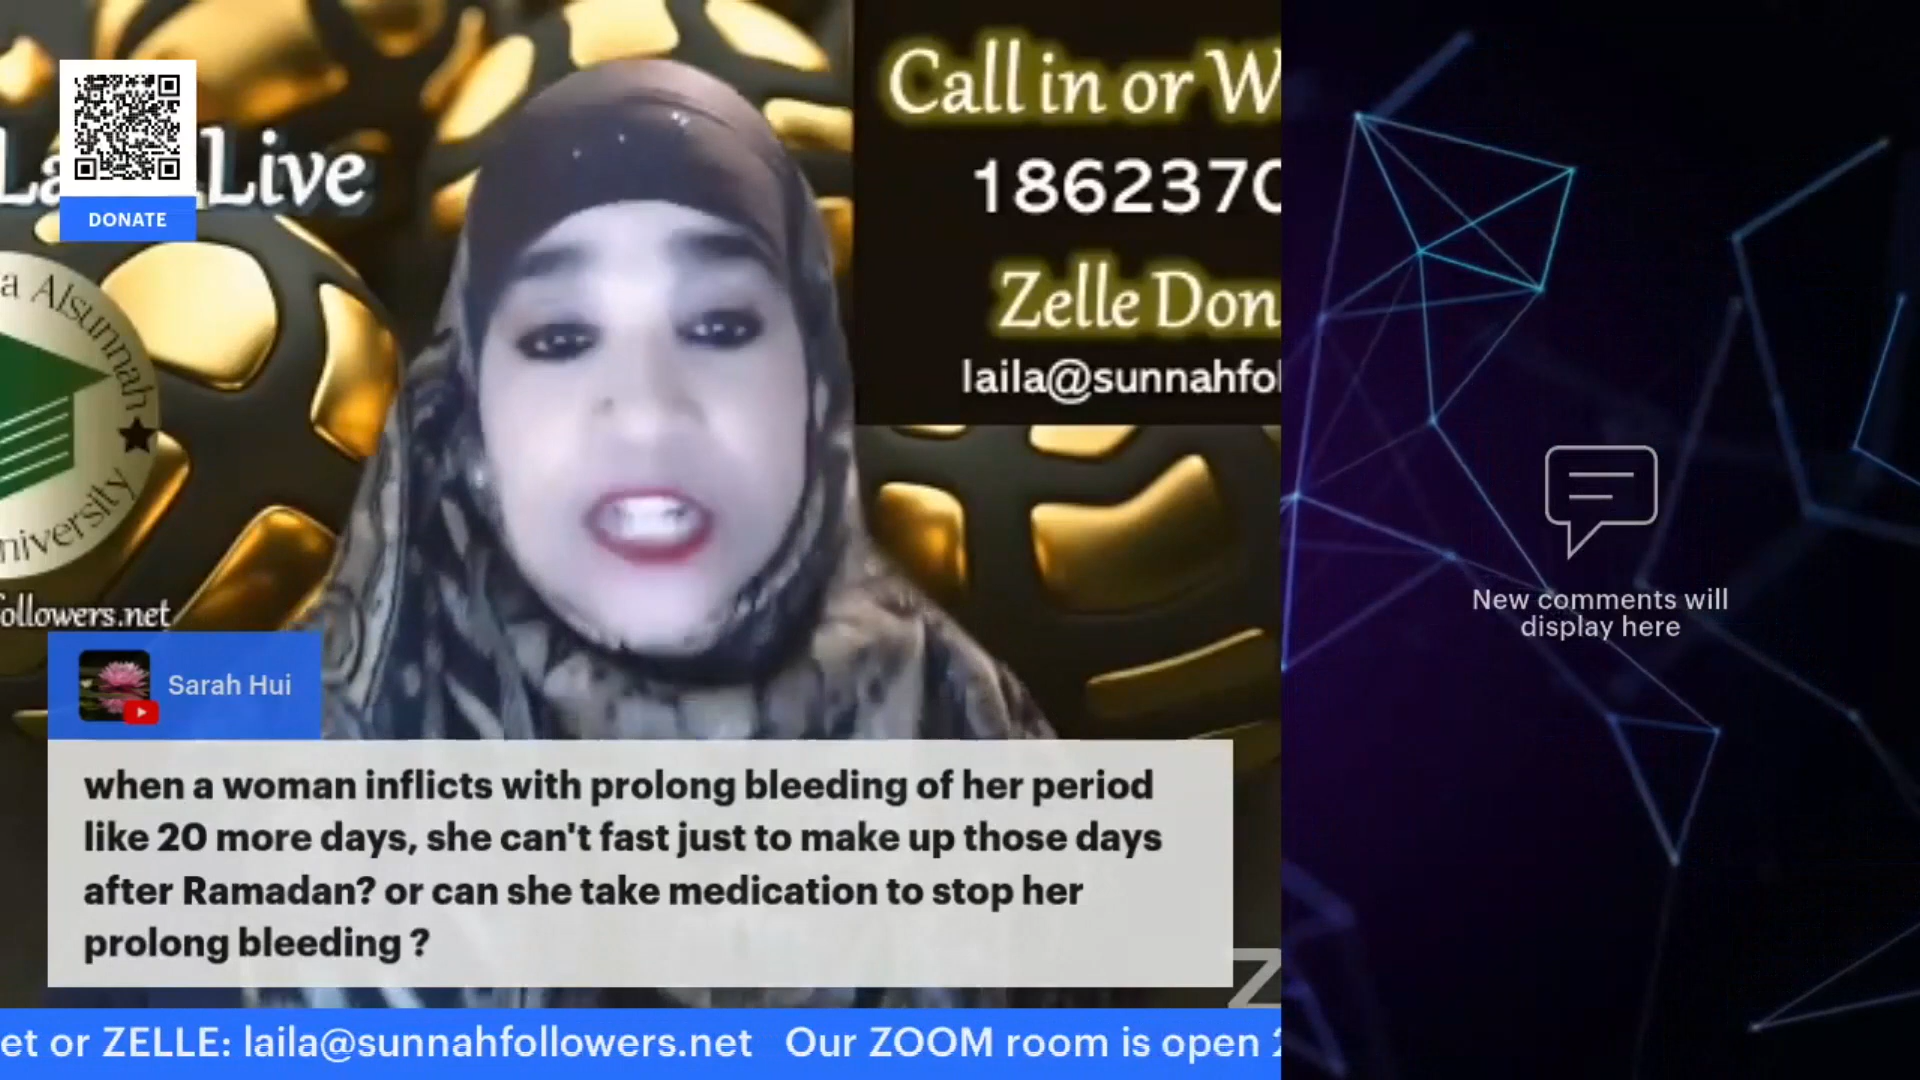 Live
DONATE
a Alsunnah
niversity
followers.net
Call in or W
1862370
Zelle Don
laila@sunnahfol
Sarah Hui
when a woman inflicts with prolong bleeding of her period
like 20 more days, she can't fast just to make up those days
after Ramadan? or can she take medication to stop her
prolong bleeding ?
et or ZELLE: laila@sunnahfollowers.net Our ZOOM room is open
New comments will
display here